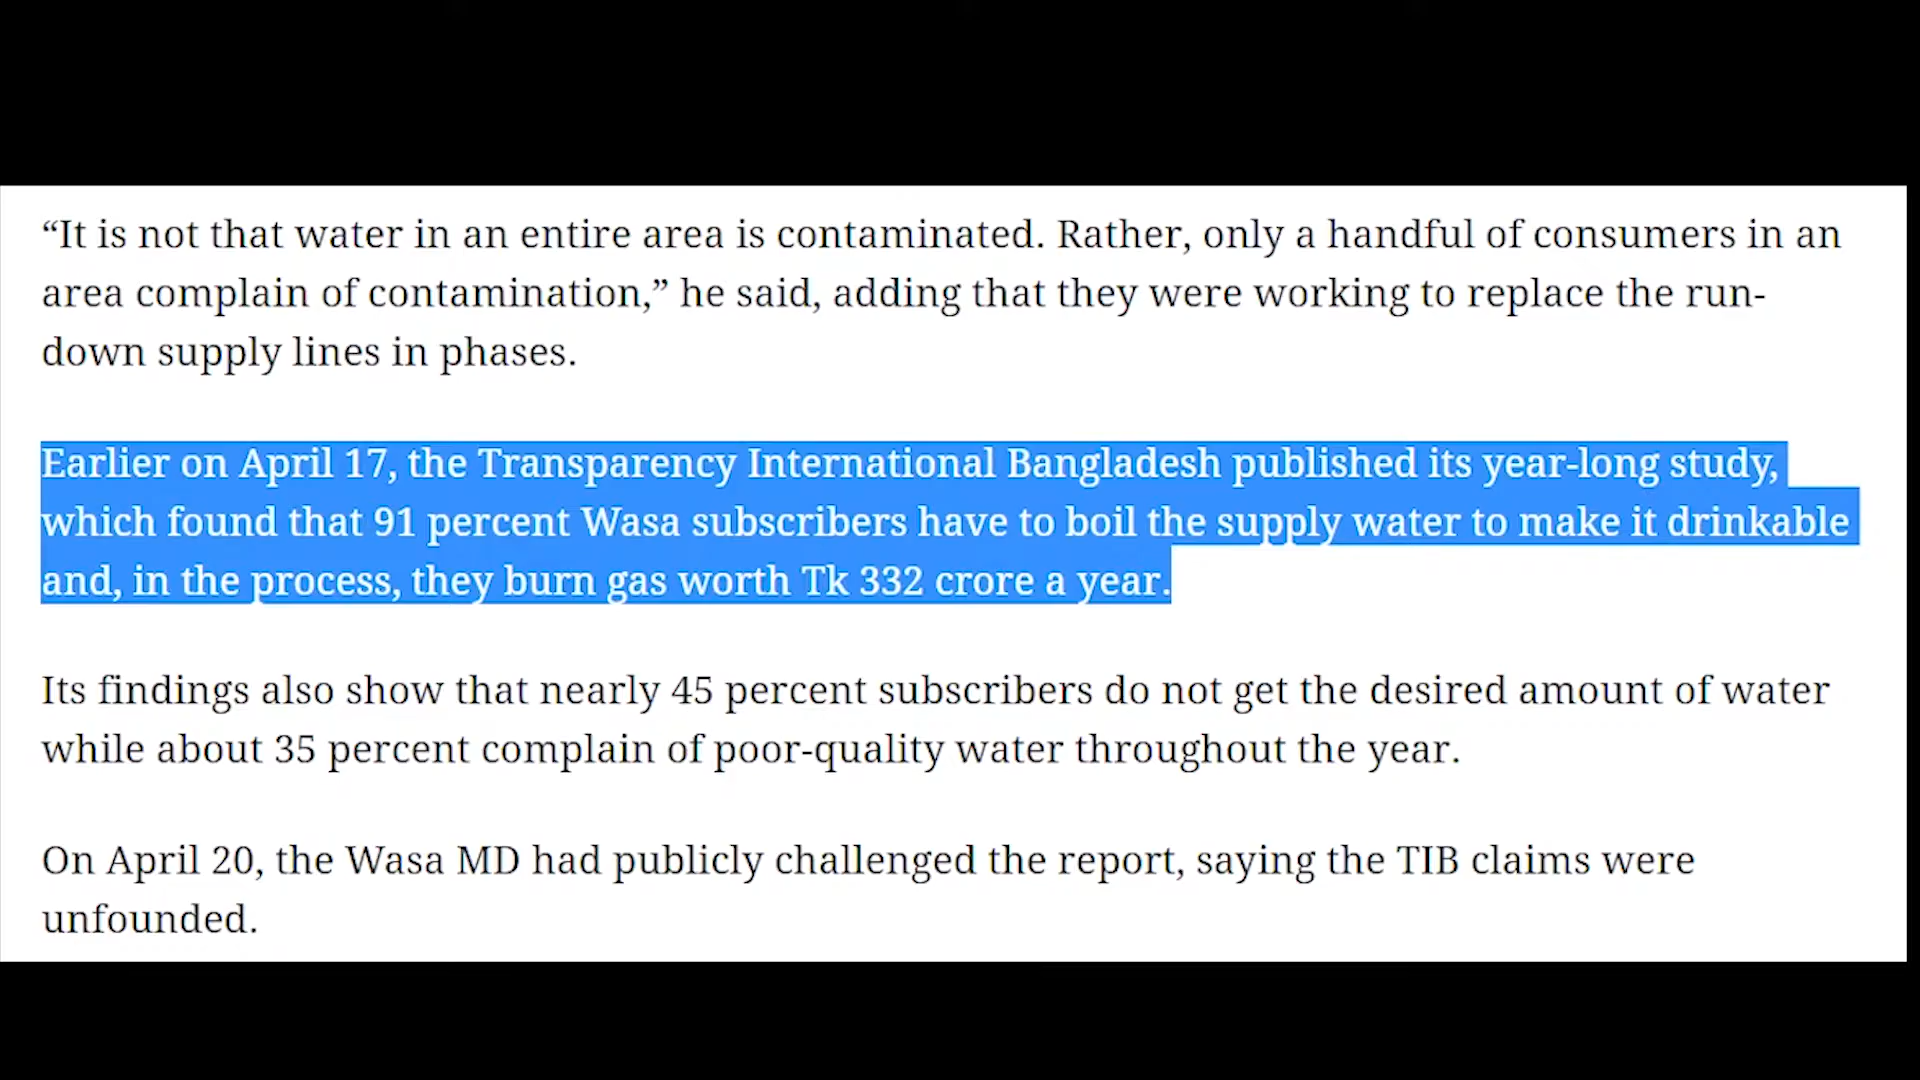 “It is not that water in an entire area is contaminated. Rather, only a handful of consumers in an
area complain of contamination,” he said, adding that they were working to replace the run-
down supply lines in phases.
Earlier on April 17, the Transparency International Bangladesh published its year-long study,
which found that 91 percent Wasa subscribers have to boil the supply water to make it drinkable
and, in the process, they burn gas worth Tk 332 crore a year.
Its findings also show that nearly 45 percent subscribers do not get the desired amount of water
while about 35 percent complain of poor-quality water throughout the year.
On April 20, the Wasa MD had publicly challenged the report, saying the TIB claims were
unfounded.